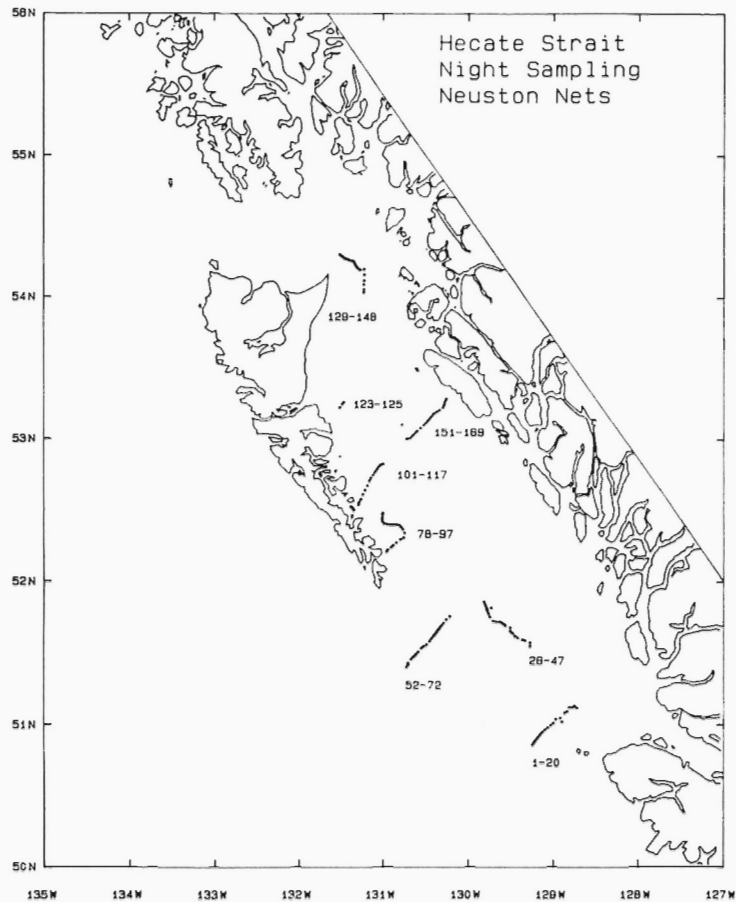 58N
Hecate Strait
Night Sampling
Neuston Nets
55N
54N
129-148
123-125
53N
151-169
101-117
78-97
52N
28-47
52-72
51N
1-20
50N
135W 134W 133W 132W 131W 130W 129W 128W 127W